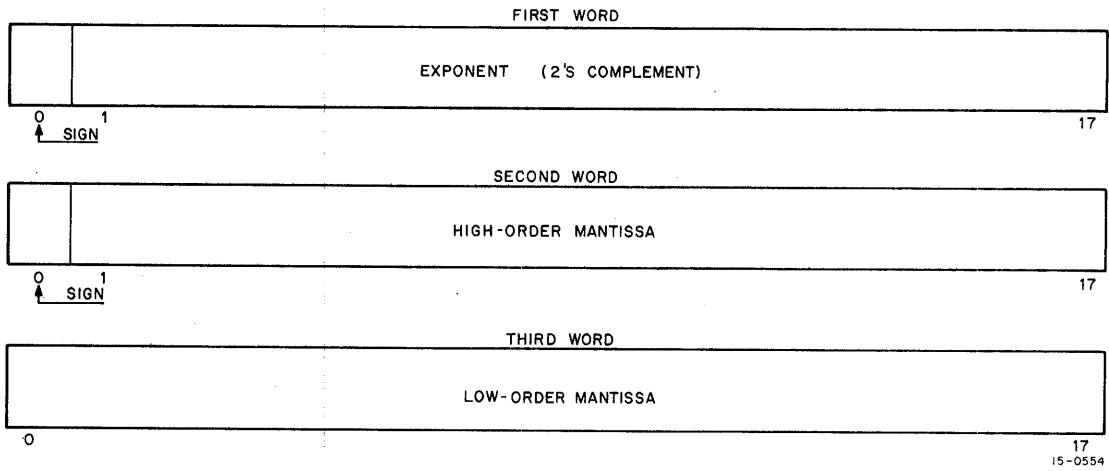 FIRST WORD
EXPONENT (2'S COMPLEMENT)
0 1 17
SIGN
SECOND WORD
HIGH-ORDER MANTISSA
0 1 17
SIGN
THIRD WORD
LOW-ORDER MANTISSA
0 17
15-0554